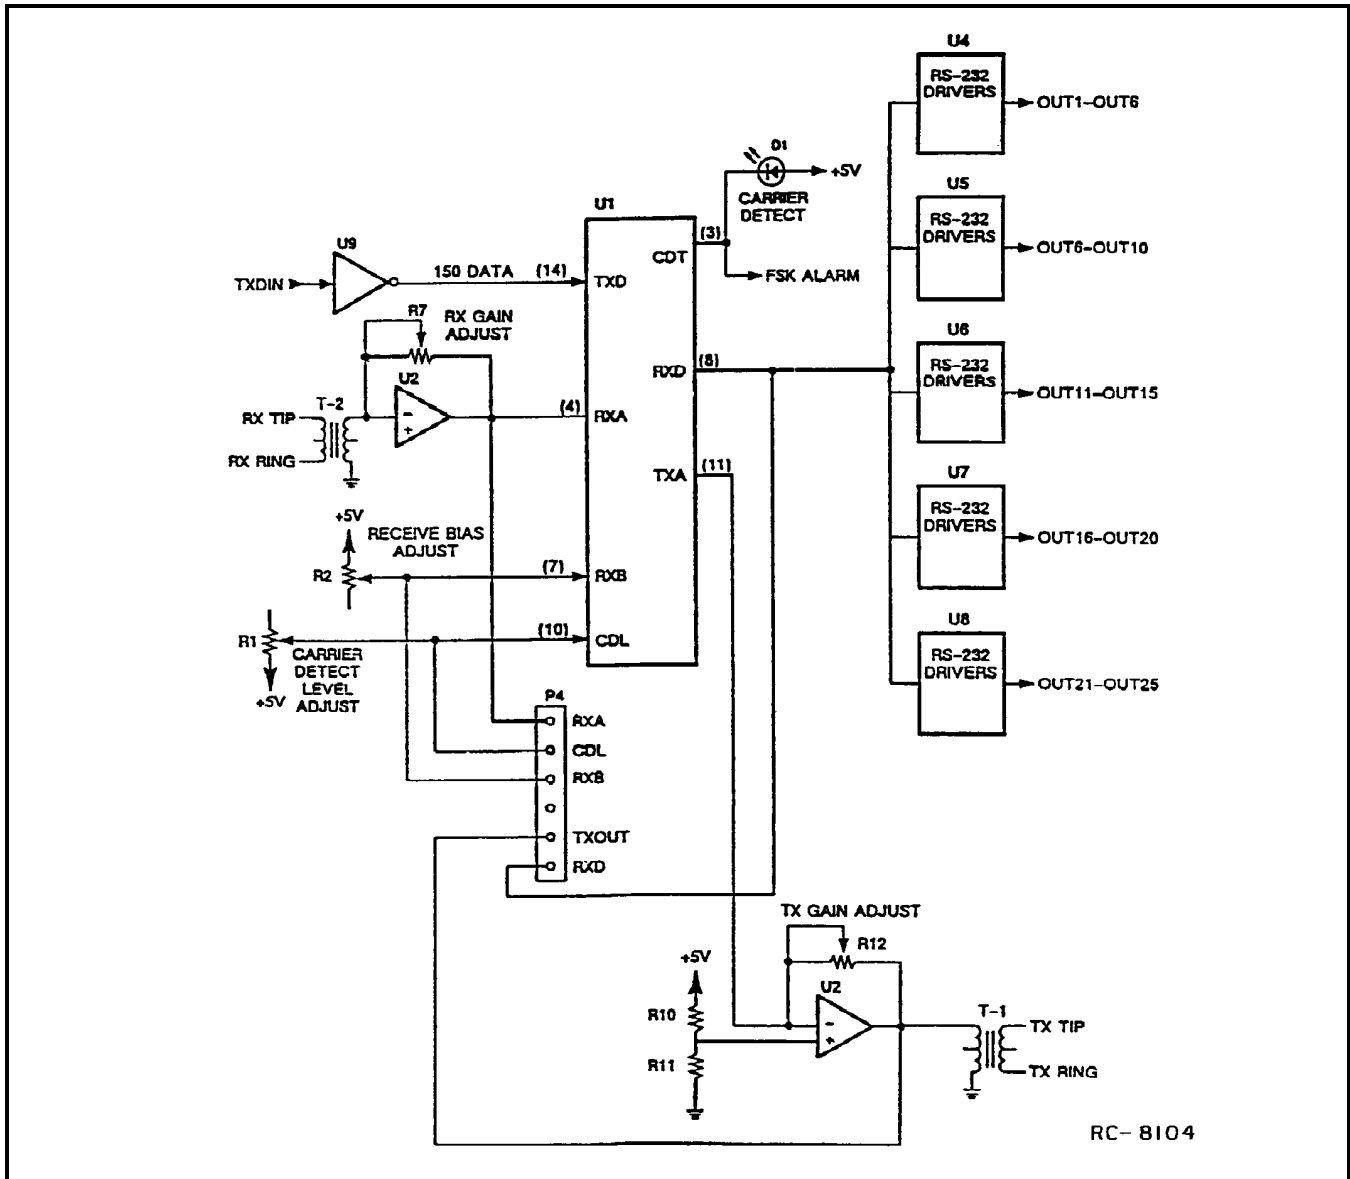 U4
RS-232
DRIVERS
OUT1-OUT6
D1
+5V
CARRIER
DETECT
U5
RS-232
DRIVERS
OUT6-OUT10
U1
(3)
CDT
FSK ALARM
U9
TXDIN
150 DATA
(14)
TXD
R7
RX GAIN
ADJUST
U6
RS-232
DRIVERS
OUT11-OUT15
(8)
RXD
U2
-
+
T-2
RX TIP
RX RING
(4)
RXA
(11)
TXA
U7
RS-232
DRIVERS
OUT16-OUT20
+5V
RECEIVE BIAS
ADJUST
R2
(7)
RXB
R1
(10)
CDL
CARRIER
DETECT
LEVEL
ADJUST
+5V
U8
RS-232
DRIVERS
OUT21-OUT25
P4
RXA
CDL
RXB
TXOUT
RXD
TX GAIN ADJUST
R12
+5V
U2
-
+
R10
R11
T-1
TX TIP
TX RING
RC-8104